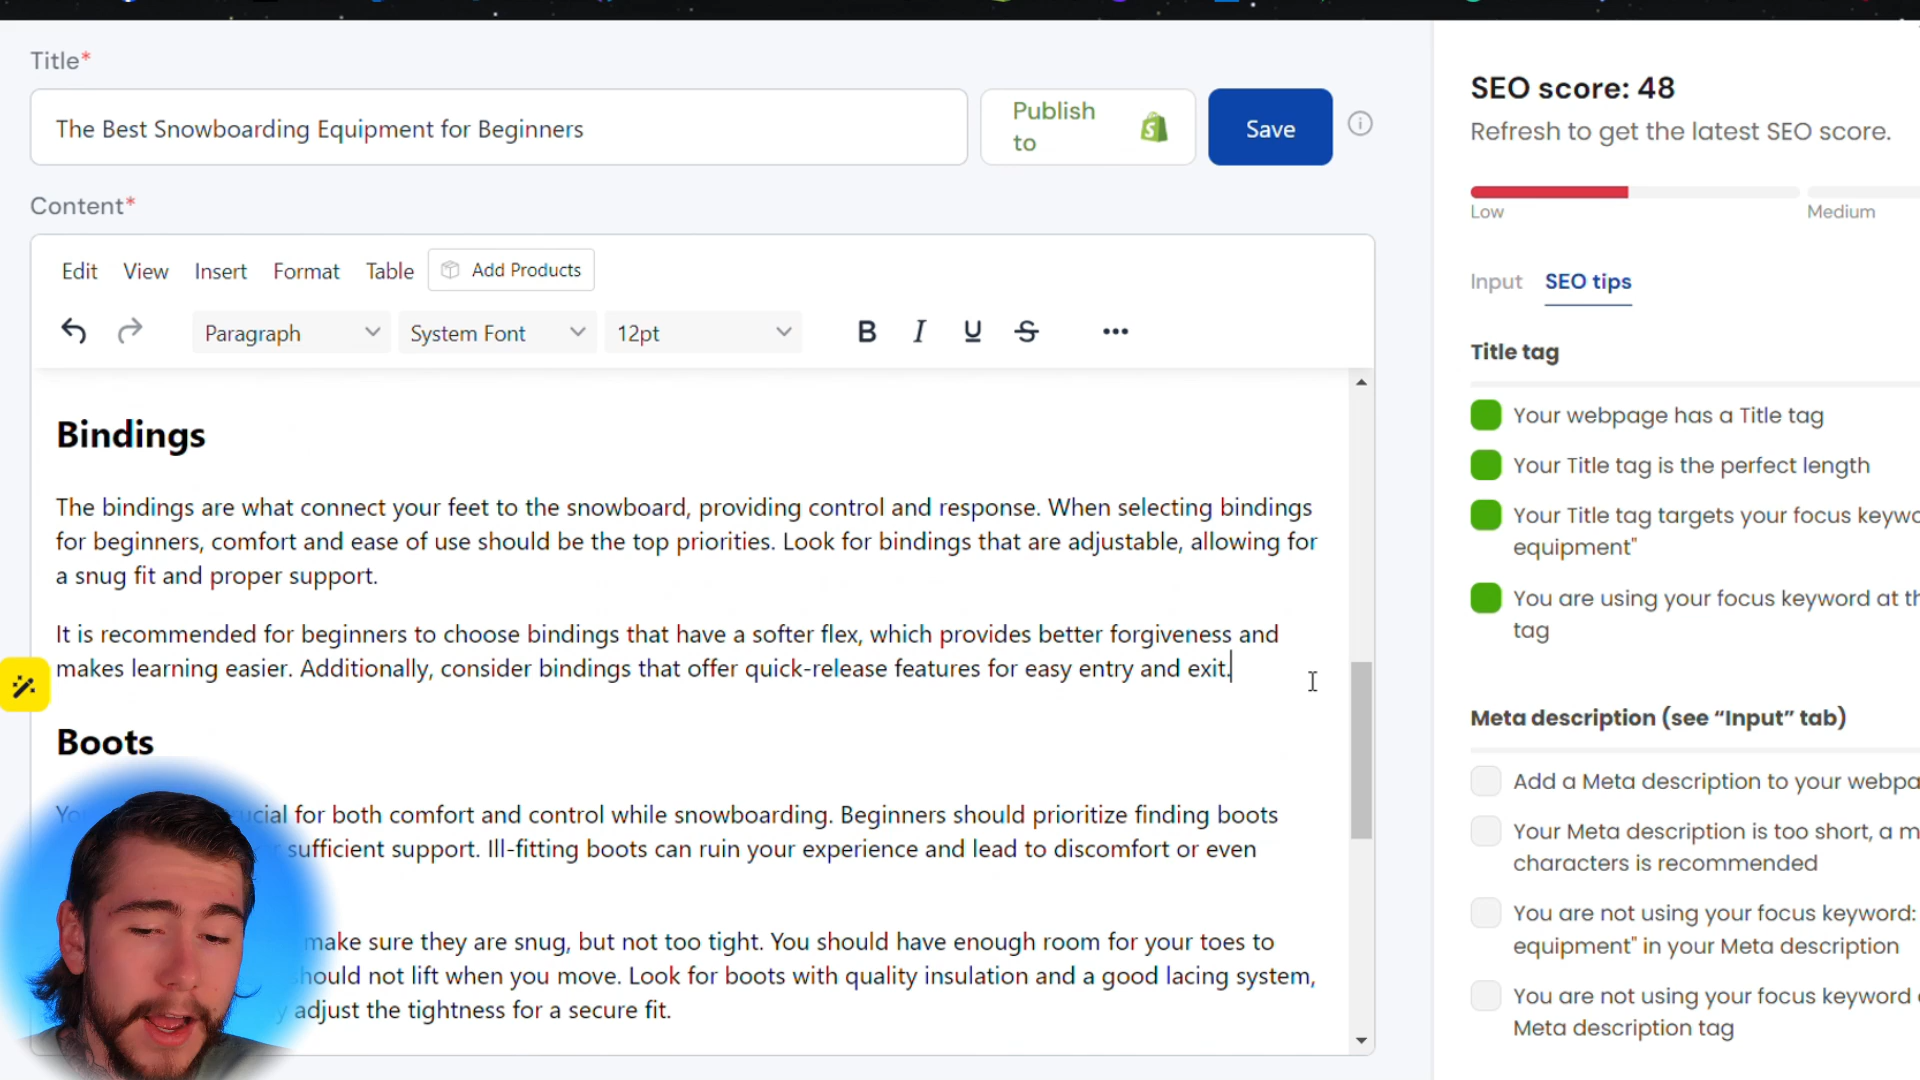 Title*
The Best Snowboarding Equipment for Beginners
Publish
to
Save
Content*
Edit View Insert Format Table Add Products
Paragraph System Font 12pt B I U S
Bindings
The bindings are what connect your feet to the snowboard, providing control and response. When selecting bindings
for beginners, comfort and ease of use should be the top priorities. Look for bindings that are adjustable, allowing for
a snug fit and proper support.
It is recommended for beginners to choose bindings that have a softer flex, which provides better forgiveness and
makes learning easier. Additionally, consider bindings that offer quick-release features for easy entry and exit.
Boots
for both comfort and control while snowboarding. Beginners should prioritize finding boots
sufficient support. Ill-fitting boots can ruin your experience and lead to discomfort or even
make sure they are snug, but not too tight. You should have enough room for your toes to
should not lift when you move. Look for boots with quality insulation and a good lacing system,
adjust the tightness for a secure fit.
SEO score: 48
Refresh to get the latest SEO score.
Low Medium
Input SEO tips
Title tag
Your webpage has a Title tag
Your Title tag is the perfect length
Your Title tag targets your focus keywo
equipment"
You are using your focus keyword at th
tag
Meta description (see “Input” tab)
Add a Meta description to your webpa
Your Meta description is too short, a m
characters is recommended
You are not using your focus keyword:
equipment" in your Meta description
You are not using your focus keyword
Meta description tag